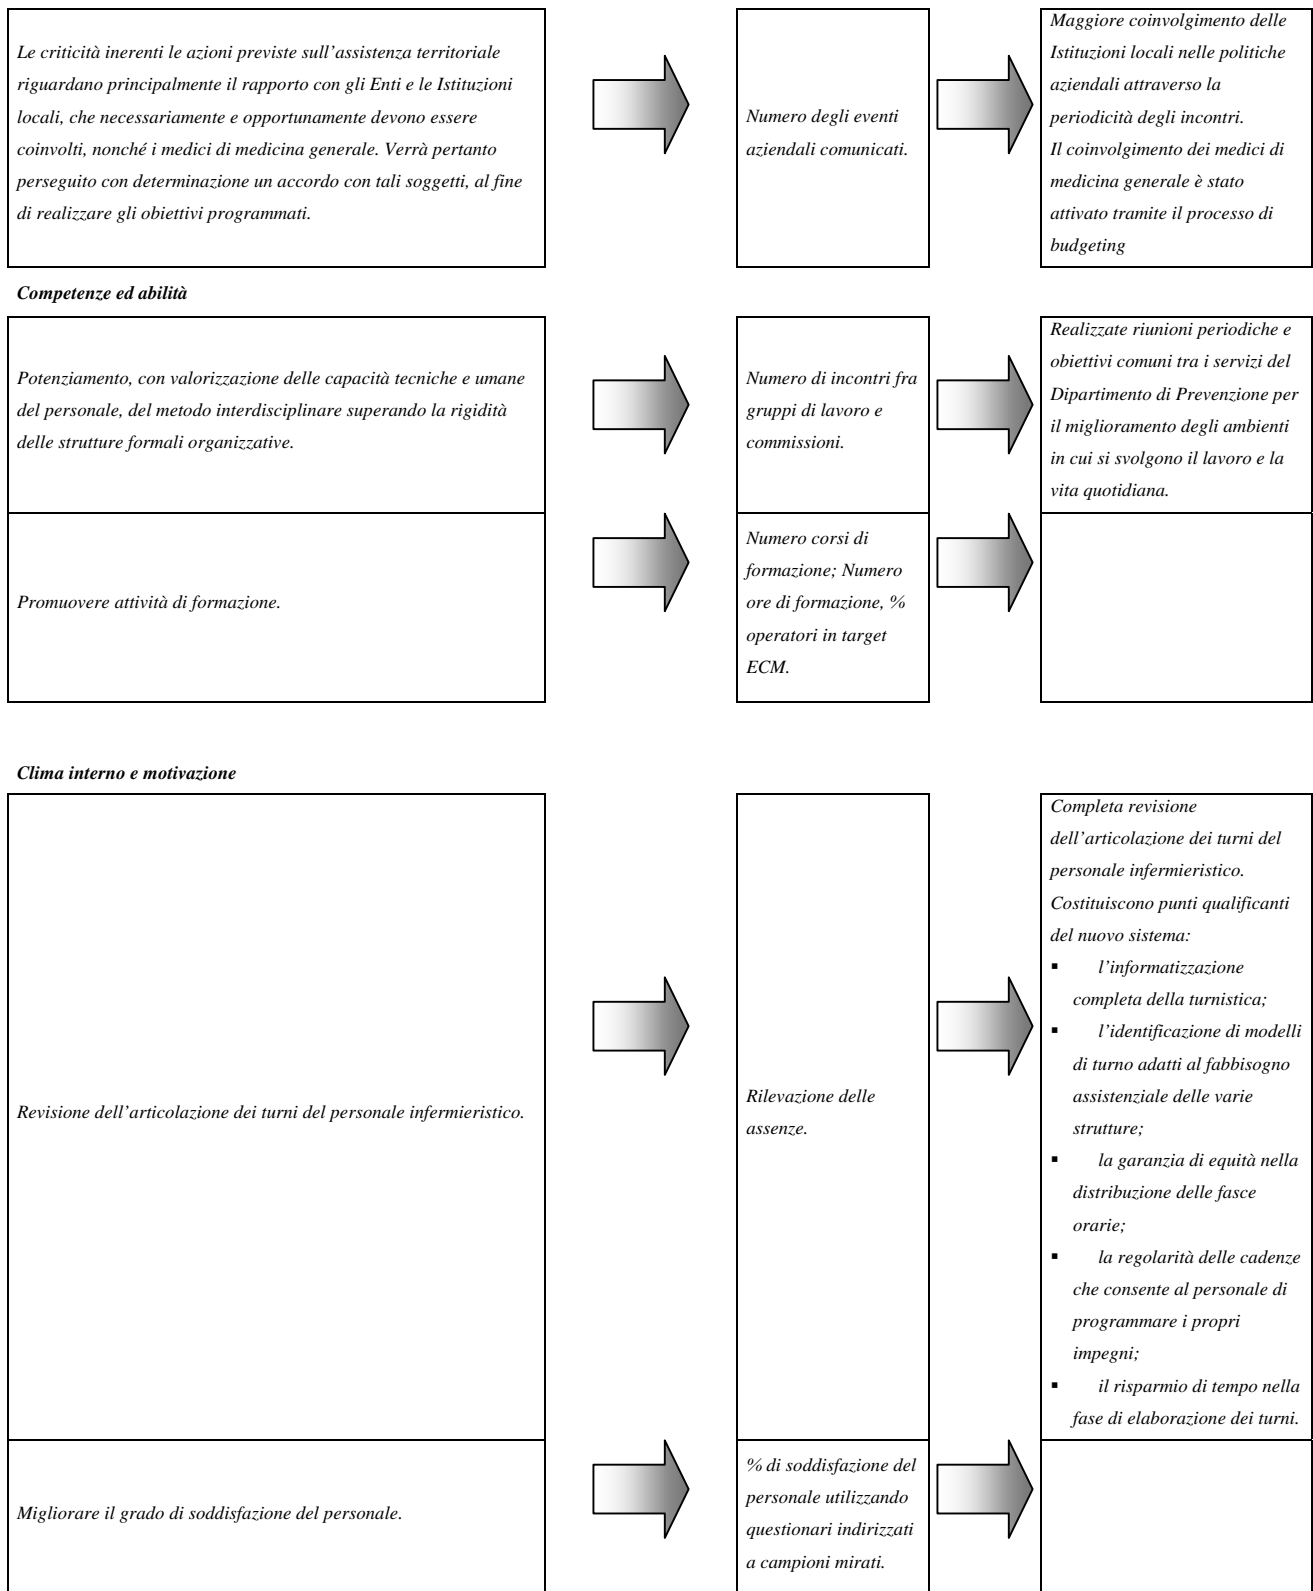 Le criticità inerenti le azioni previste sull'assistenza territoriale
riguardano principalmente il rapporto con gli Enti e le Istituzioni
locali, che necessariamente e opportunamente devono essere
coinvolti, nonché i medici di medicina generale. Verrà pertanto
perseguito con determinazione un accordo con tali soggetti, al fine
di realizzare gli obiettivi programmati.
Numero degli eventi
aziendali comunicati.
Maggiore coinvolgimento delle
Istituzioni locali nelle politiche
aziendali attraverso la
periodicità degli incontri.
Il coinvolgimento dei medici di
medicina generale è stato
attivato tramite il processo di
budgeting
Competenze ed abilità
Potenziamento, con valorizzazione delle capacità tecniche e umane
del personale, del metodo interdisciplinare superando la rigidità
delle strutture formali organizzative.
Numero di incontri fra
gruppi di lavoro e
commissioni.
Realizzate riunioni periodiche e
obiettivi comuni tra i servizi del
Dipartimento di Prevenzione per
il miglioramento degli ambienti
in cui si svolgono il lavoro e la
vita quotidiana.
Promuovere attività di formazione.
Numero corsi di
formazione; Numero
ore di formazione, %
operatori in target
ECM.
Clima interno e motivazione
Revisione dell'articolazione dei turni del personale infermieristico.
Rilevazione delle
assenze.
Completa revisione
dell'articolazione dei turni del
personale infermieristico.
Costituiscono punti qualificanti
del nuovo sistema:
▪ l'informatizzazione
completa della turnistica;
▪ l'identificazione di modelli
di turno adatti al fabbisogno
assistenziale delle varie
strutture;
▪ la garanzia di equità nella
distribuzione delle fasce
orarie;
▪ la regolarità delle cadenze
che consente al personale di
programmare i propri
impegni;
▪ il risparmio di tempo nella
fase di elaborazione dei turni.
Migliorare il grado di soddisfazione del personale.
% di soddisfazione del
personale utilizzando
questionari indirizzati
a campioni mirati.